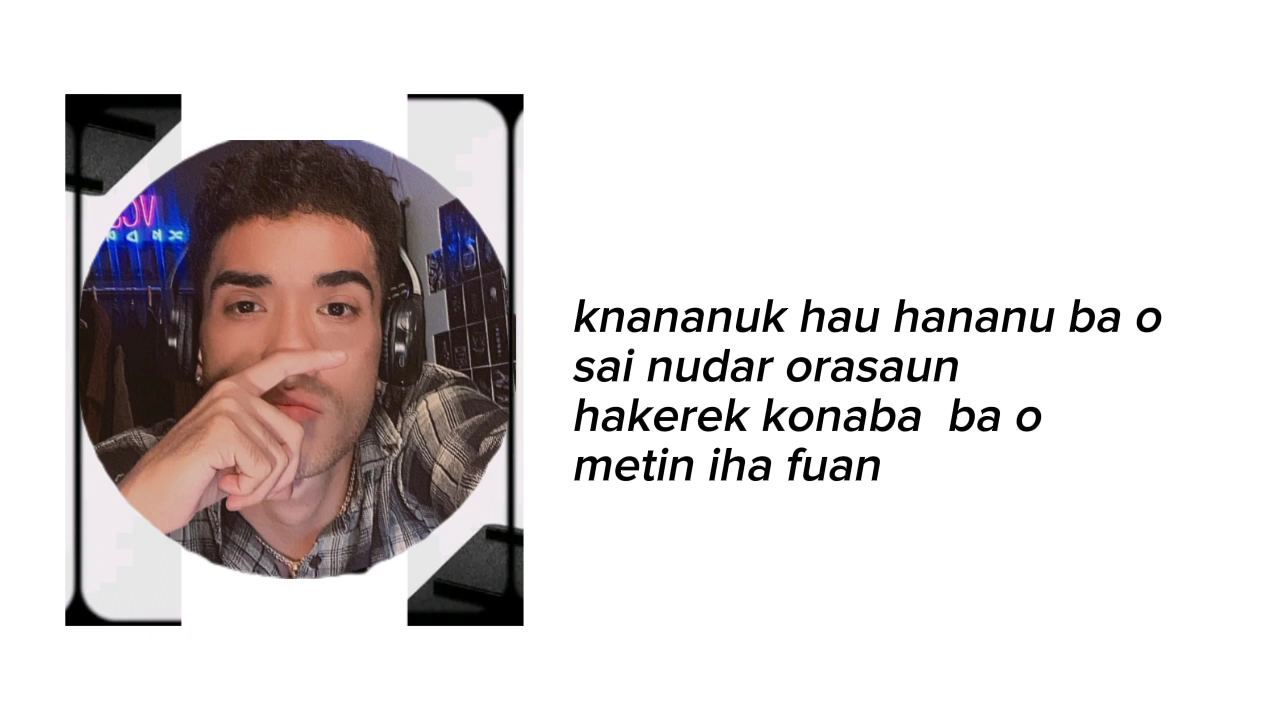 knananuk hau hananu ba o
sai nudar orasaun
hakerek konaba  ba o
metin iha fuan